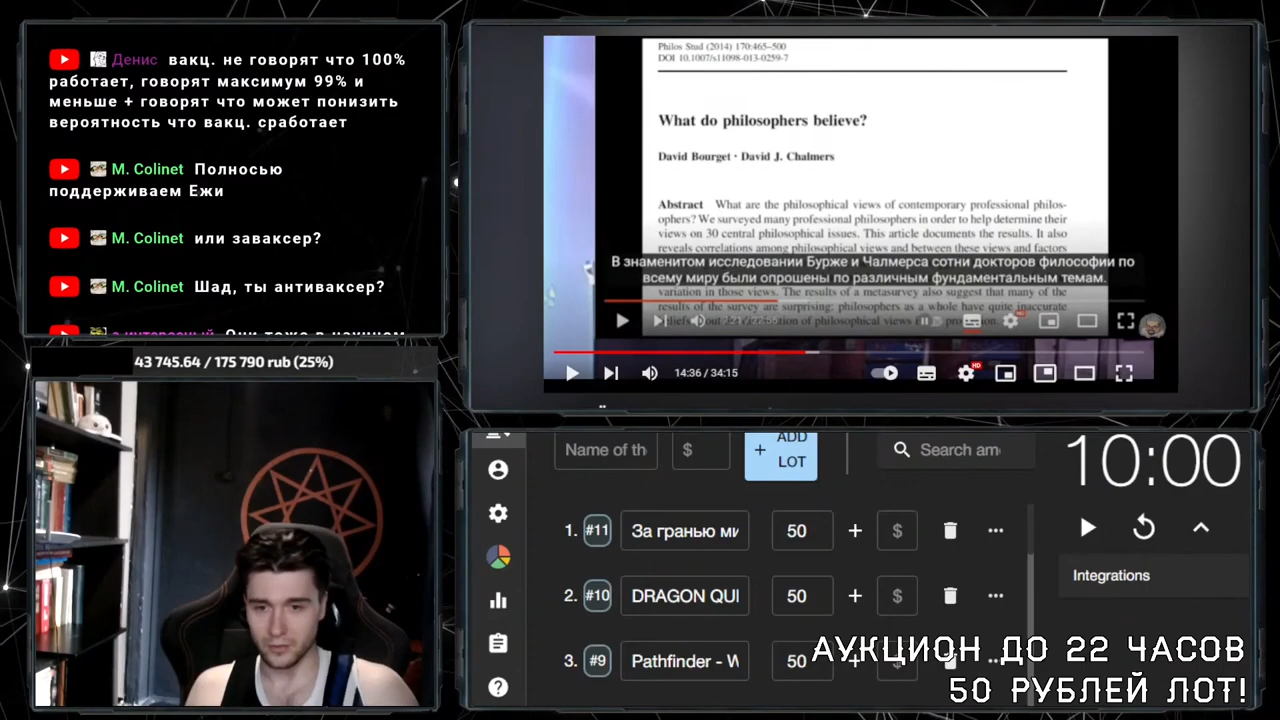 Денис вакц. не говорят что 100%
работает, говорят максимум 99% и
меньше + говорят что может понизить
вероятность что вакц. сработает
M. Colinet Полносью
поддерживаем Ежи
M. Colinet или заваксер?
M. Colinet Шад, ты антиваксер?
43 745.64 / 175 790 rub (25%)
Philos Stud (2014) 170:465–500
DOI 10.1007/s11098-013-0259-7
What do philosophers believe?
David Bourget · David J. Chalmers
Abstract What are the philosophical views of contemporary professional philos-
ophers? We surveyed many professional philosophers in order to help determine their
views on 30 central philosophical issues. This article documents the results. It also
reveals correlations among philosophical views and between these views and factors
В знаменитом исследовании Бурже и Чалмерса сотни докторов философии по
всему миру были опрошены по различным фундаментальным темам.
variation in those views. The results of a metasurvey also suggest that many of the
results of the survey are surprising: philosophers as a whole have quite inaccurate
14:36 / 34:15
HD
Name of th
$
+ ADD
LOT
Search am
10:00
1. #11 За гранью ми 50 + $
2. #10 DRAGON QUI 50 + $
3. #9 Pathfinder - W 50
Integrations
АУКЦИОН ДО 22 ЧАСОВ
50 РУБЛЕЙ ЛОТ!